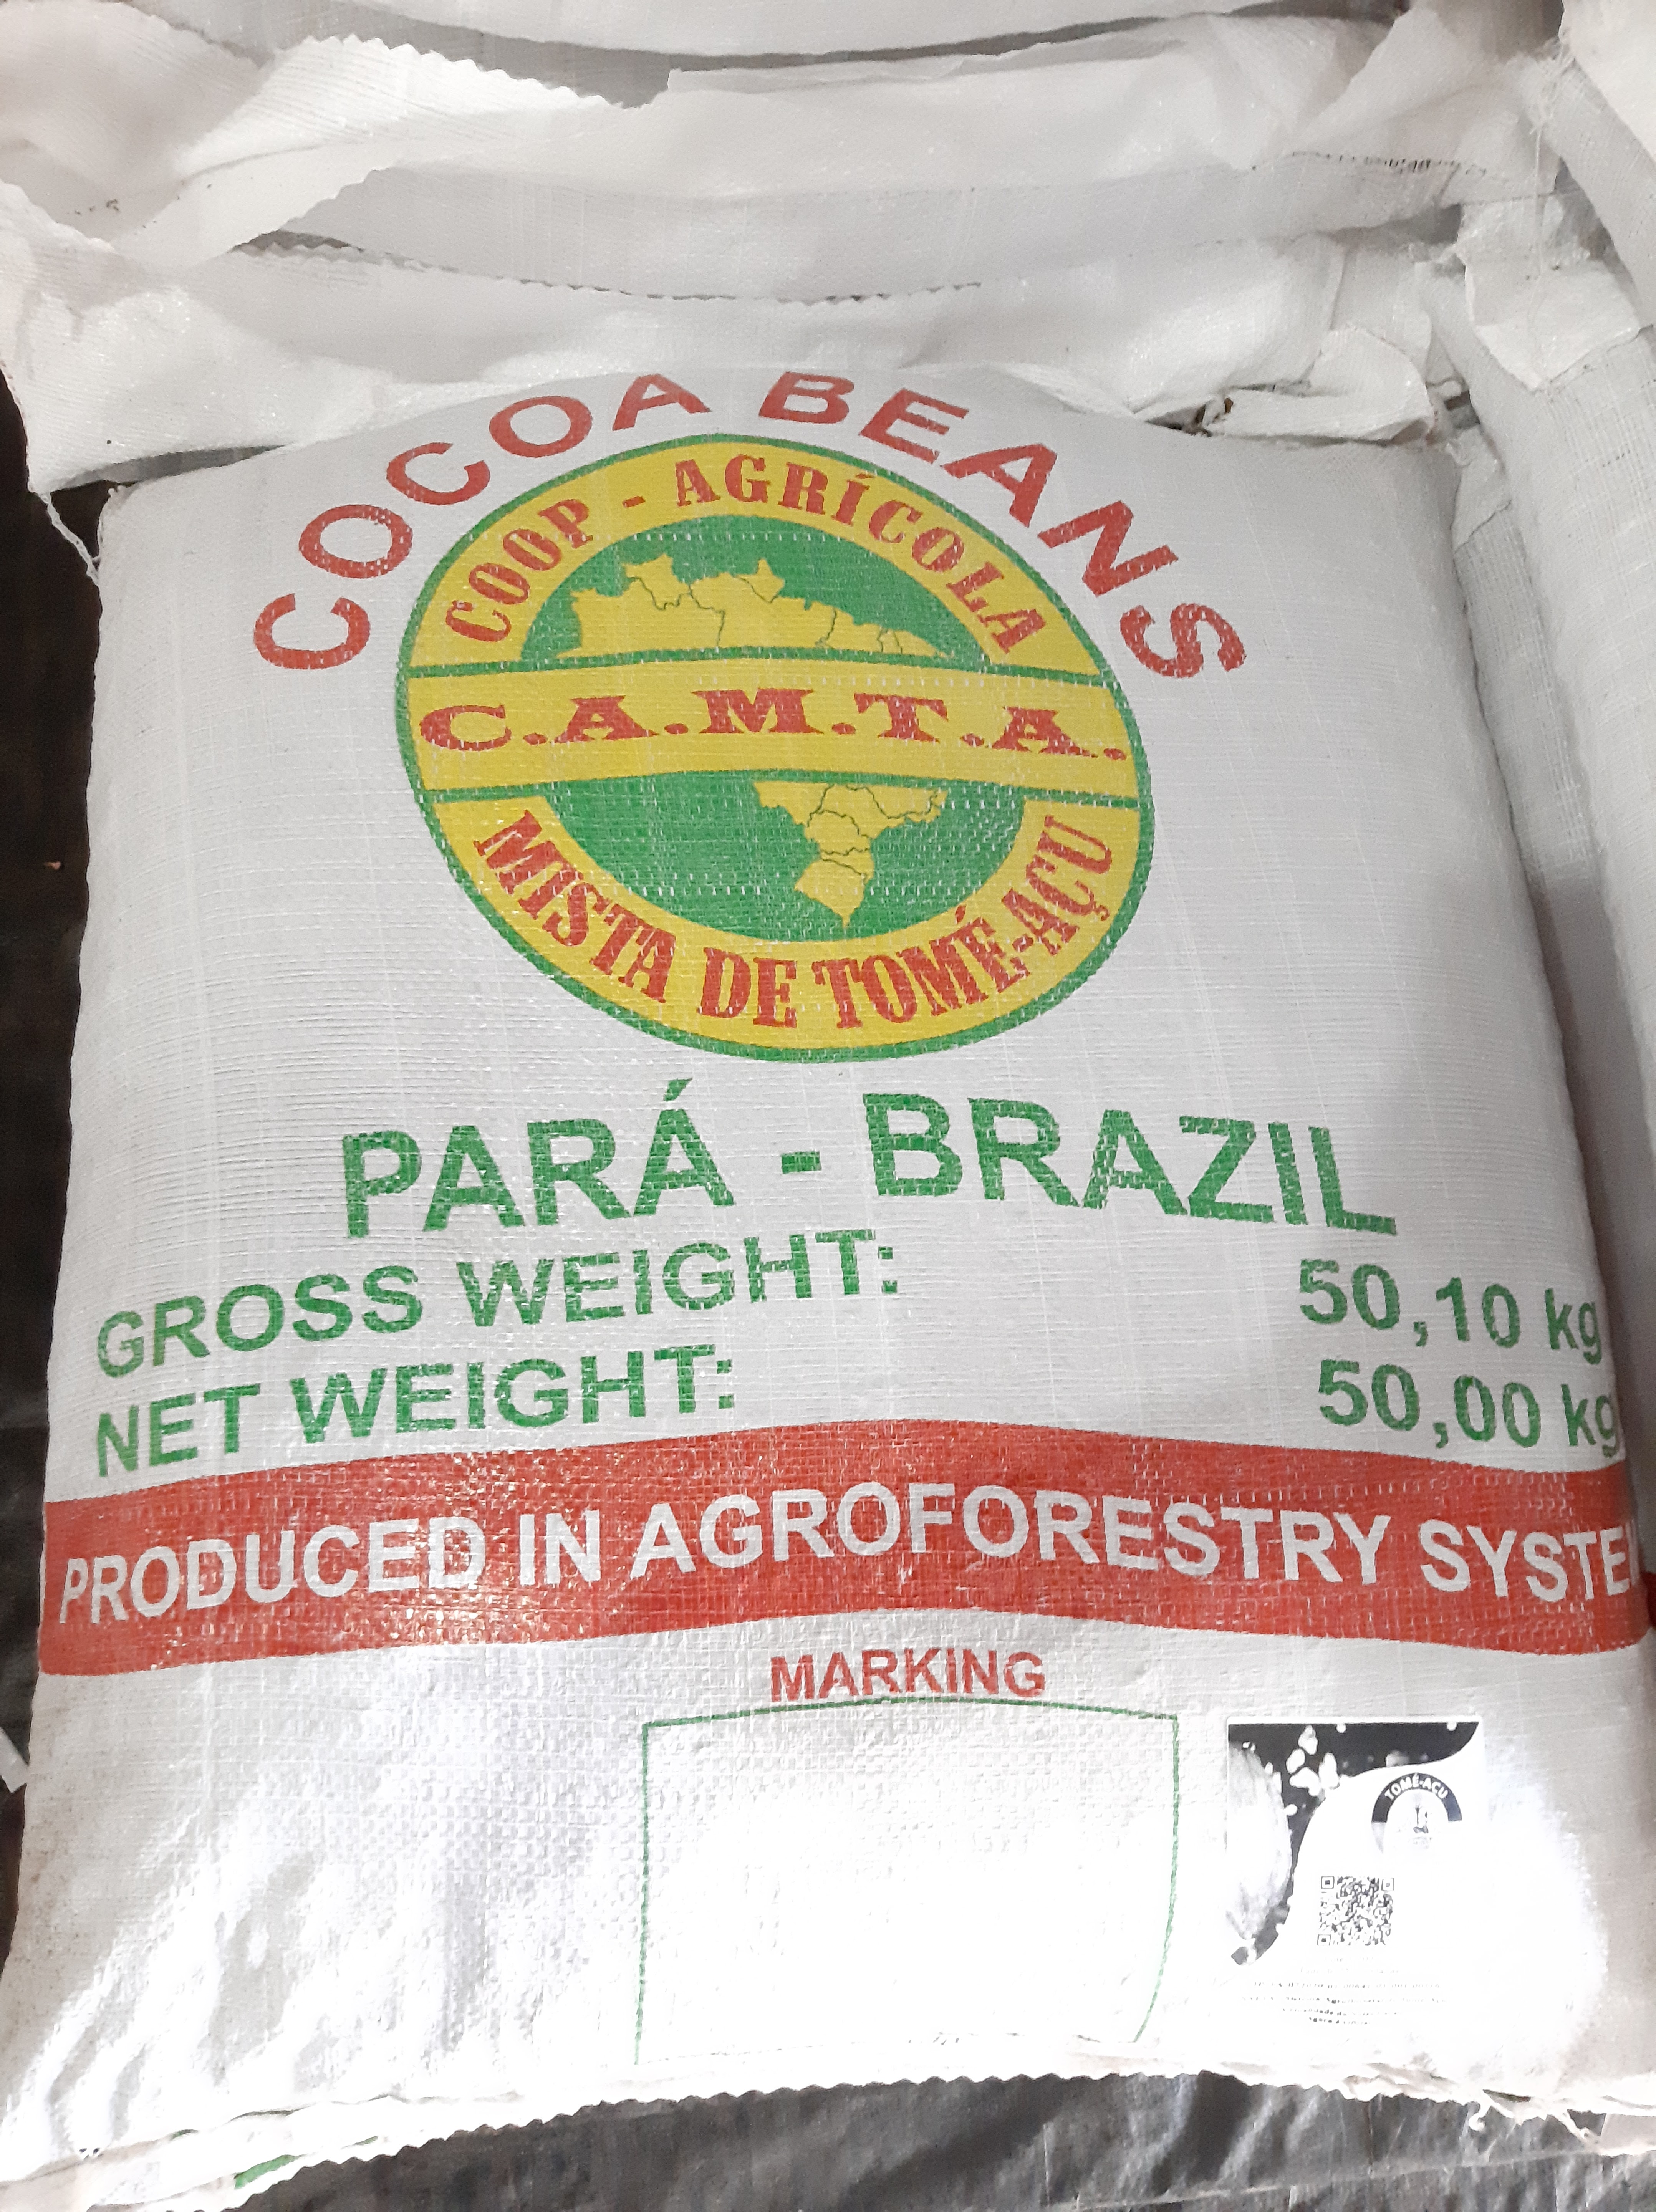 COCOA BEANS
COOP - AGRÍCOLA
C.A.M.T.A.
MISTA DE TOMÉ-AÇU
PARÁ - BRAZIL
GROSS WEIGHT: 50,10 kg
NET WEIGHT: 50,00 kg
PRODUCED IN AGROFORESTRY
MARKING
TOMÉ-AÇU